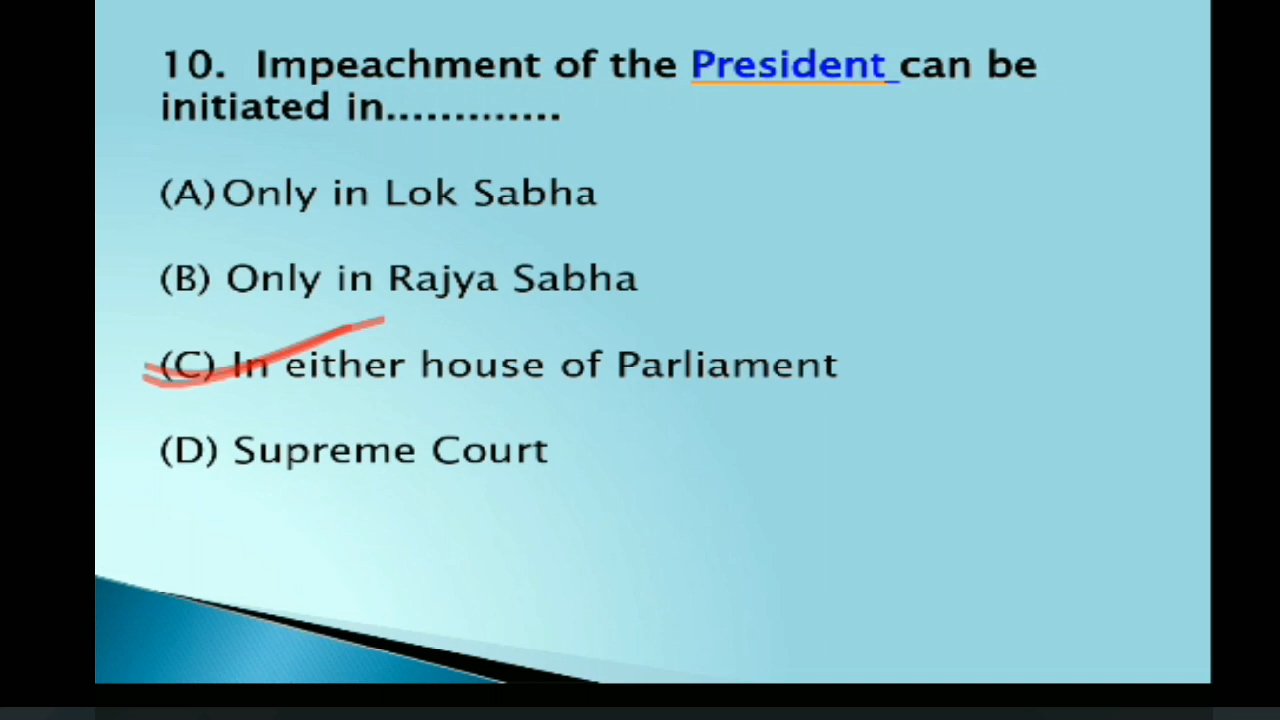 10. Impeachment of the President can be
initiated in.............
(A) Only in Lok Sabha
(B) Only in Rajya Sabha
(C) In either house of Parliament
(D) Supreme Court